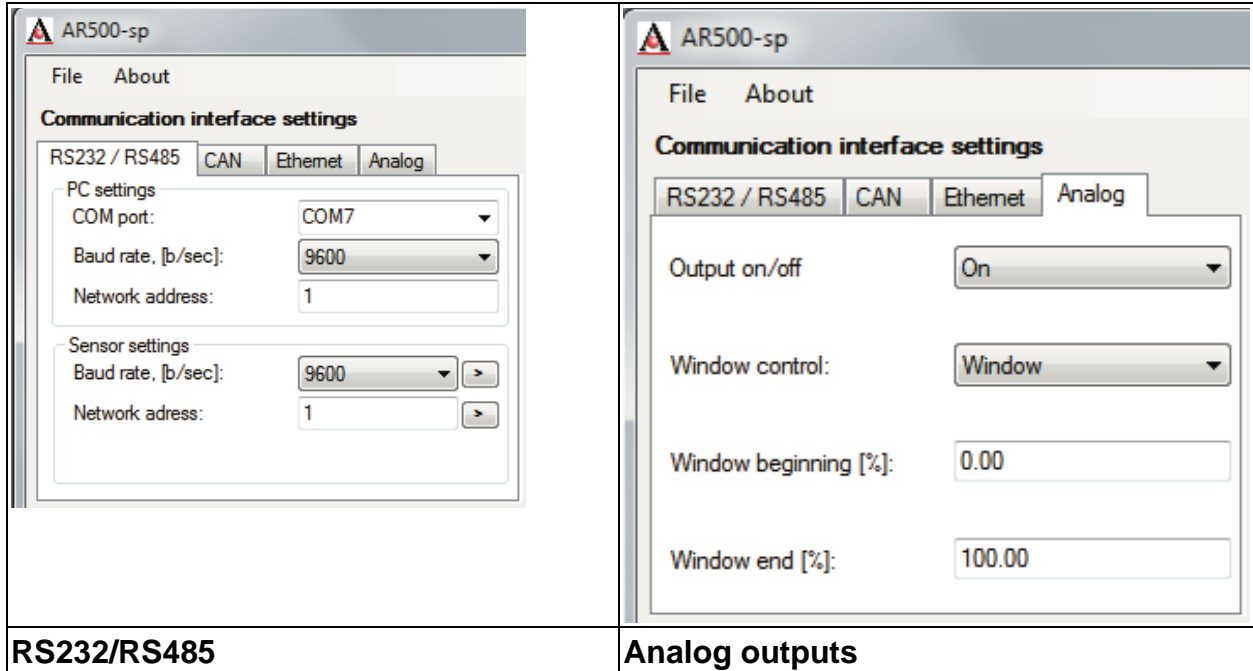 AR500-sp
File About
Communication interface settings
RS232 / RS485 CAN Ethernet Analog
PC settings
COM port: COM7
Baud rate, [b/sec]: 9600
Network address: 1
Sensor settings
Baud rate, [b/sec]: 9600 >
Network adress: 1 >
RS232/RS485
AR500-sp
File About
Communication interface settings
RS232 / RS485 CAN Ethernet Analog
Output on/off On
Window control: Window
Window beginning [%]: 0.00
Window end [%]: 100.00
Analog outputs